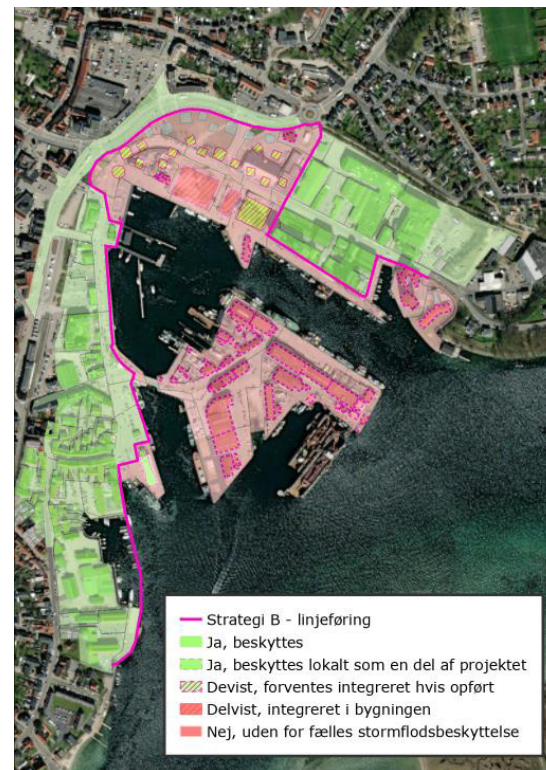 Strategi B - linjeføring
Ja, beskyttes
Ja, beskyttes lokalt som en del af projektet
Devist, forventes integreret hvis opført
Delvist, integreret i bygningen
Nej, uden for fælles stormflodsbeskyttelse